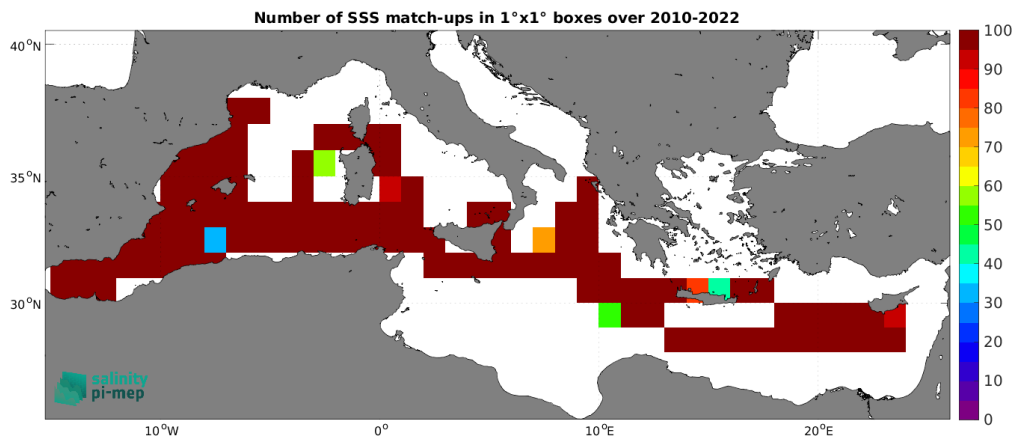 Number of SSS match-ups in 1°x1° boxes over 2010-2022
40°N
35°N
30°N
10°W
0°
10°E
20°E
100
90
80
70
60
50
40
30
20
10
0
salinity
pi-mep